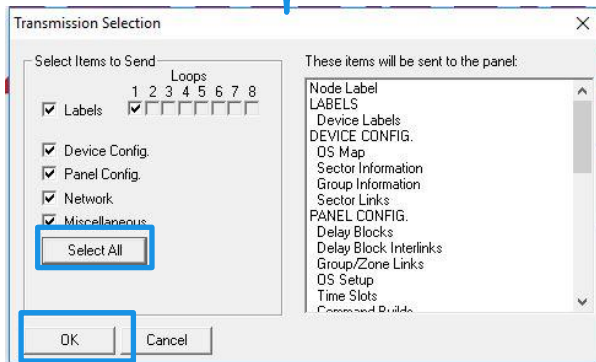 Transmission Selection
Select Items to Send
Loops
1 2 3 4 5 6 7 8
Labels
Device Config.
Panel Config.
Network
Miscellaneous
Select All
OK
Cancel
These items will be sent to the panel:
Node Label
LABELS
Device Labels
DEVICE CONFIG.
OS Map
Sector Information
Group Information
Sector Links
PANEL CONFIG.
Delay Blocks
Delay Block Interlinks
Group/Zone Links
OS Setup
Time Slots
Command Builds